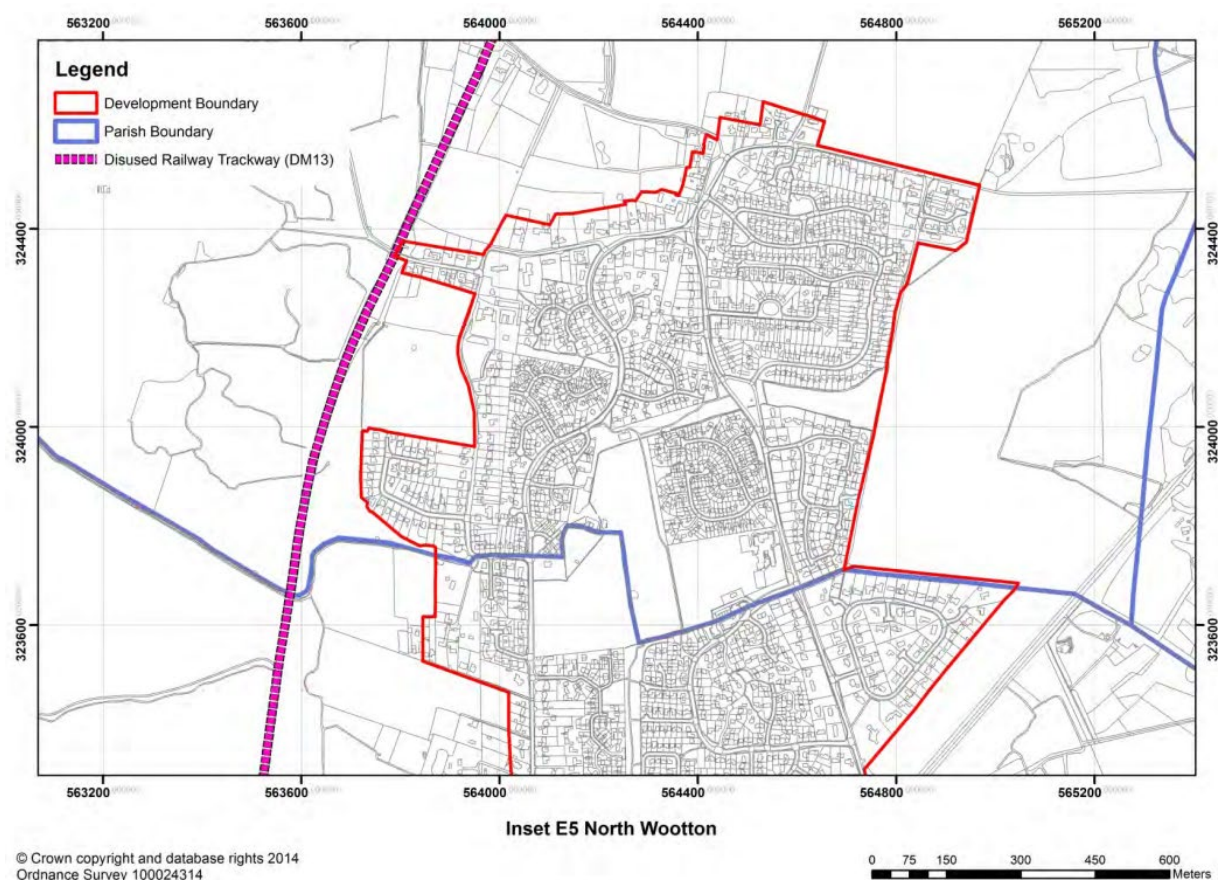 563200 563600 564000 564400 564800 565200
Legend
Development Boundary
Parish Boundary
Disused Railway Trackway (DM13)
324400 324400
324000 324000
323600 323600
563200 563600 564000 564400 564800 565200
Inset E5 North Wootton
© Crown copyright and database rights 2014
Ordnance Survey 100024314
0 75 150 300 450 600
Meters